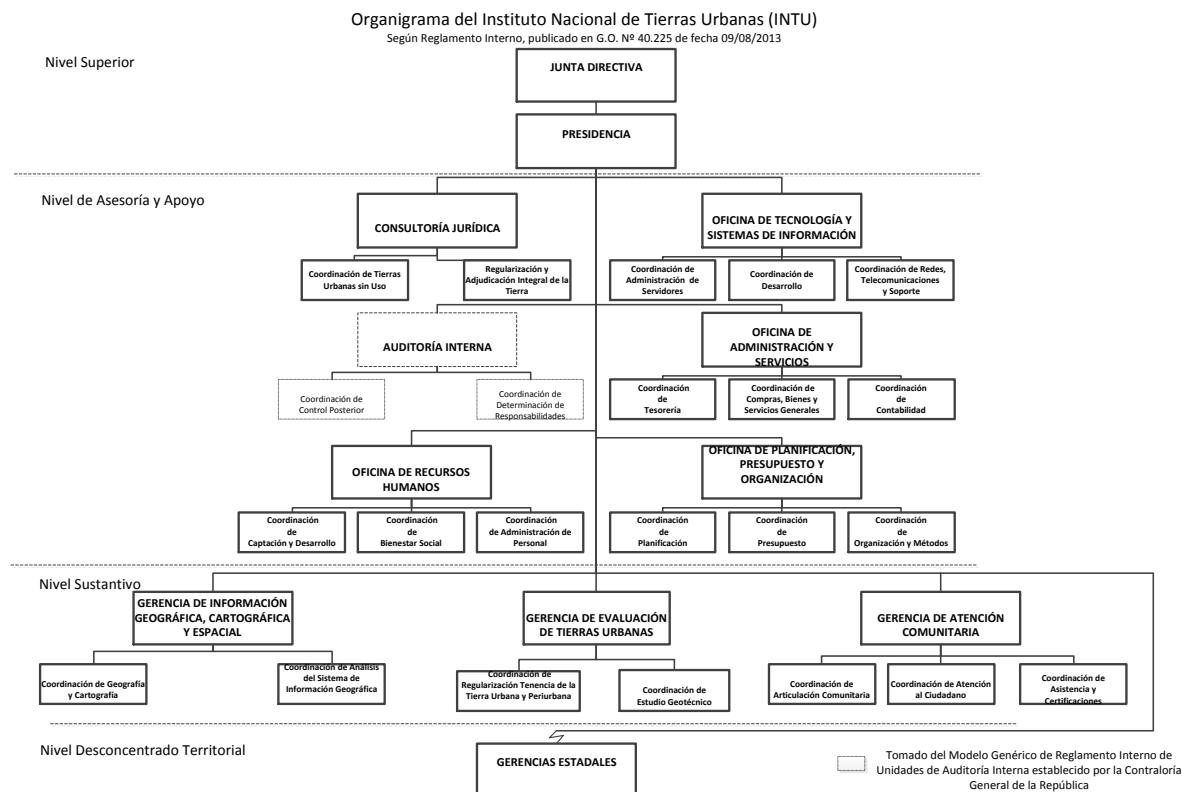 Organigrama del Instituto Nacional de Tierras Urbanas (INTU)
Según Reglamento Interno, publicado en G.O. Nº 40.225 de fecha 09/08/2013
Nivel Superior
JUNTA DIRECTIVA
PRESIDENCIA
Nivel de Asesoría y Apoyo
CONSULTORÍA JURÍDICA
OFICINA DE TECNOLOGÍA Y
SISTEMAS DE INFORMACIÓN
Coordinación de Tierras
Urbanas sin Uso
Regularización y
Adjudicación Integral de la
Tierra
Coordinación de
Administración de
Servidores
Coordinación de
Desarrollo
Coordinación de Redes,
Telecomunicaciones
y Soporte
AUDITORÍA INTERNA
OFICINA DE
ADMINISTRACIÓN Y
SERVICIOS
Coordinación de
Control Posterior
Coordinación de
Determinación de
Responsabilidades
Coordinación
de
Tesorería
Coordinación de
Compras, Bienes y
Servicios Generales
Coordinación
de
Contabilidad
OFICINA DE RECURSOS
HUMANOS
OFICINA DE PLANIFICACIÓN,
PRESUPUESTO Y
ORGANIZACIÓN
Coordinación
de
Captación y Desarrollo
Coordinación
de
Bienestar Social
Coordinación
de Administración de
Personal
Coordinación
de
Planificación
Coordinación
de
Presupuesto
Coordinación
de
Organización y Métodos
Nivel Sustantivo
GERENCIA DE INFORMACIÓN
GEOGRÁFICA, CARTOGRÁFICA
Y ESPACIAL
GERENCIA DE EVALUACIÓN
DE TIERRAS URBANAS
GERENCIA DE ATENCIÓN
COMUNITARIA
Coordinación de Geografía
y Cartografía
Coordinación de Análisis
del Sistema de
Información Geográfica
Coordinación de
Regularización Tenencia de la
Tierra Urbana y Periurbana
Coordinación de
Estudio Geotécnico
Coordinación de
Articulación Comunitaria
Coordinación de Atención
al Ciudadano
Coordinación de
Asistencia y
Certificaciones
Nivel Desconcentrado Territorial
GERENCIAS ESTADALES
Tomado del Modelo Genérico de Reglamento Interno de
Unidades de Auditoría Interna establecido por la Contraloría
General de la República